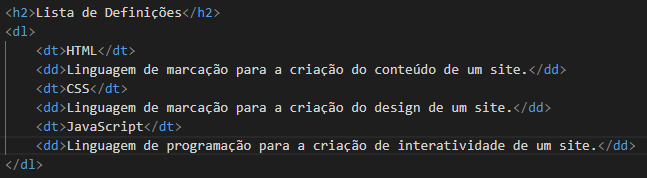 <h2>Lista de Definições</h2>
<dl>
<dt>HTML</dt>
<dd>Linguagem de marcação para a criação do conteúdo de um site.</dd>
<dt>CSS</dt>
<dd>Linguagem de marcação para a criação do design de um site.</dd>
<dt>JavaScript</dt>
<dd>Linguagem de programação para a criação de interatividade de um site.</dd>
</dl>